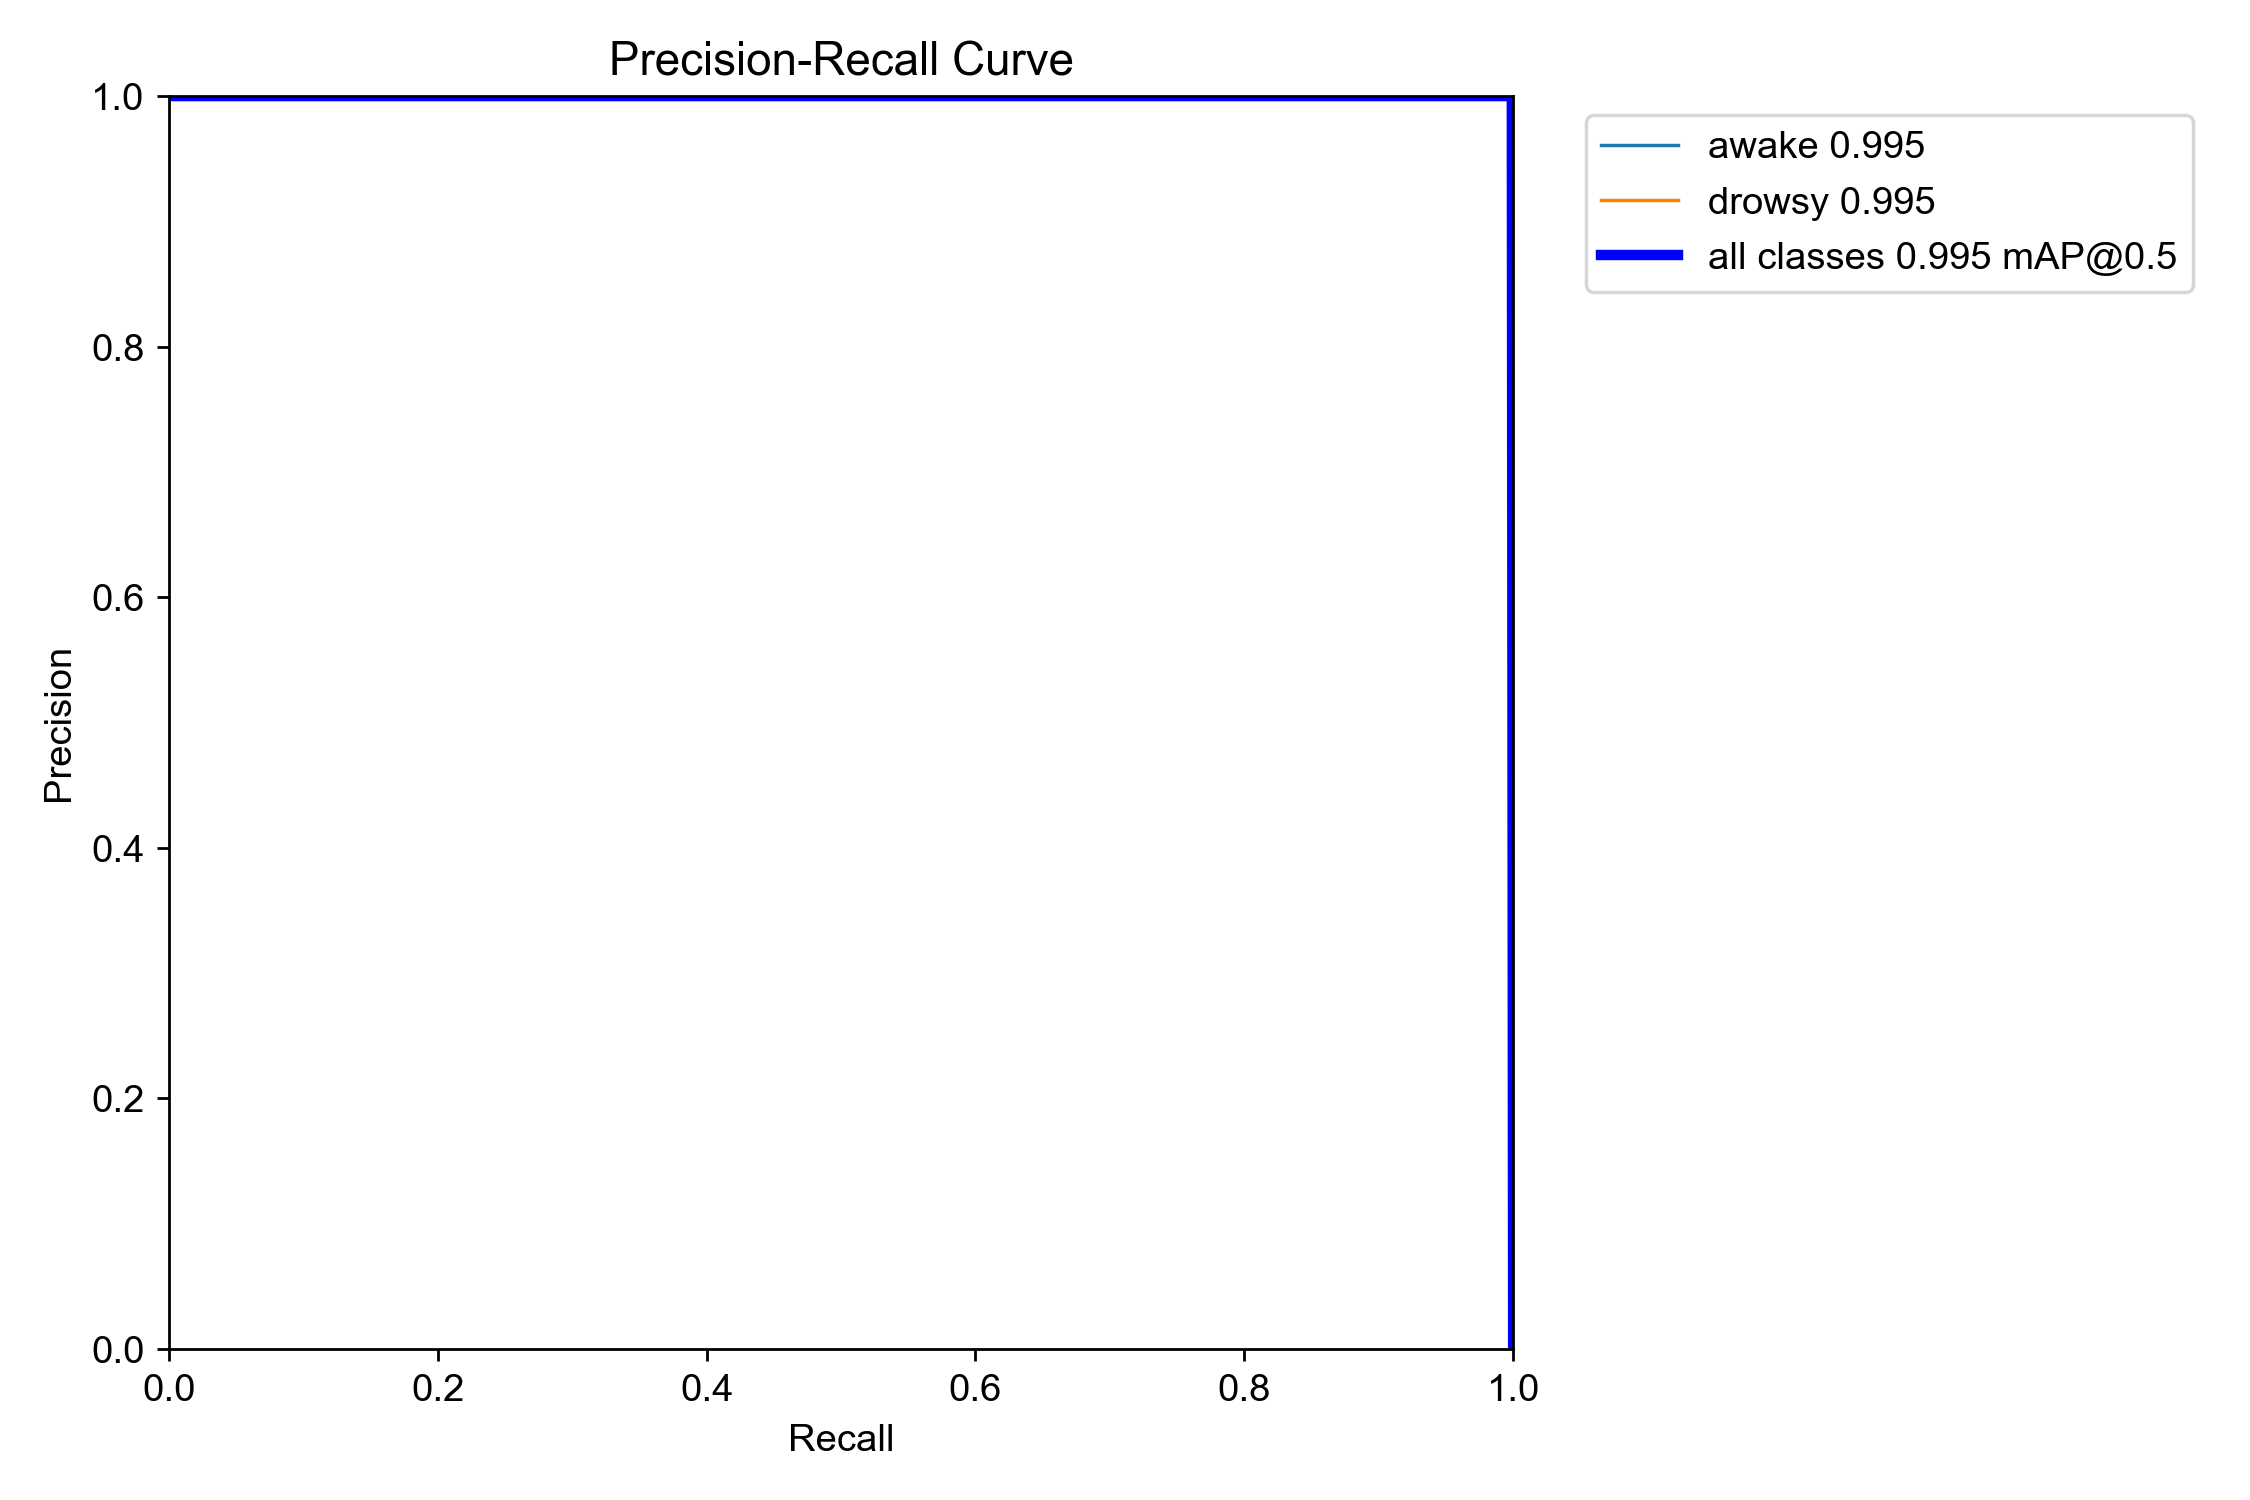 Precision-Recall Curve
1.0
0.8
0.6
0.4
0.2
0.0
Precision
0.0 0.2 0.4 0.6 0.8 1.0
Recall
awake 0.995
drowsy 0.995
all classes 0.995 mAP@0.5